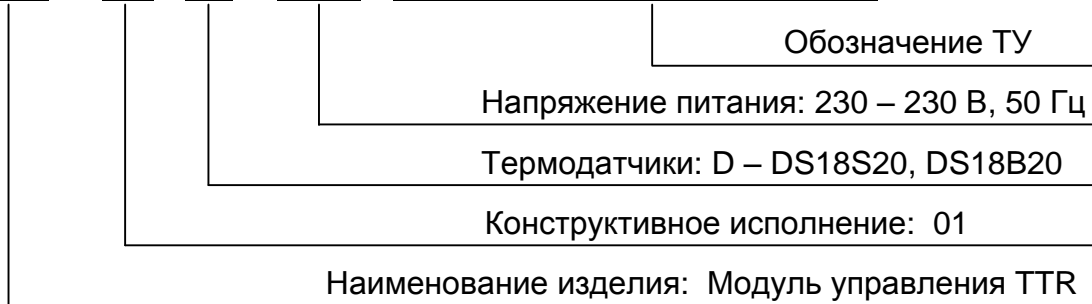 Обозначение ТУ
Напряжение питания: 230 – 230 В, 50 Гц
Термодатчики: D – DS18S20, DS18B20
Конструктивное исполнение: 01
Наименование изделия: Модуль управления TTR